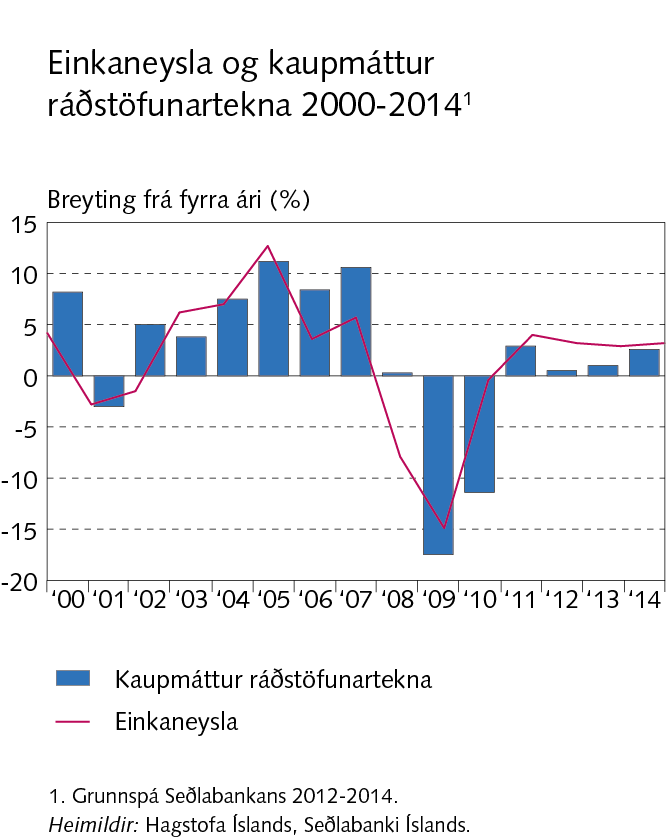 Einkaneysla og kaupmáttur
ráðstöfunartekna 2000-2014¹
Breyting frá fyrra ári (%)
15
10
5
0
-5
-10
-15
-20
‘00 ‘01 ‘02 ‘03 ‘04 ‘05 ‘06 ‘07 ‘08 ‘09 ‘10 ‘11 ‘12 ‘13 ‘14
Kaupmáttur ráðstöfunartekna
Einkaneysla
1. Grunnspá Seðlabankans 2012-2014.
Heimildir: Hagstofa Íslands, Seðlabanki Íslands.